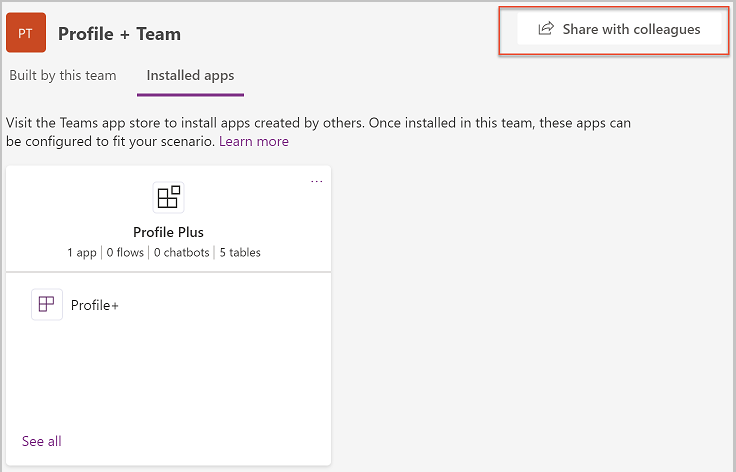 PT
Profile + Team
Share with colleagues
Built by this team
Installed apps
Visit the Teams app store to install apps created by others. Once installed in this team, these apps can
be configured to fit your scenario. Learn more
...
Profile Plus
1 app | 0 flows | 0 chatbots | 5 tables
Profile+
See all